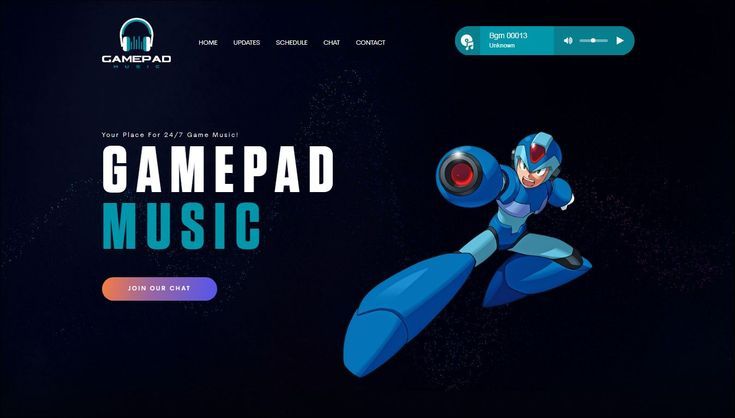 GAMEPAD
MUSIC
HOME
UPDATES
SCHEDULE
CHAT
CONTACT
Bgm 00013
Unknown
Your Place For 24/7 Game Music!
GAMEPAD
MUSIC
JOIN OUR CHAT